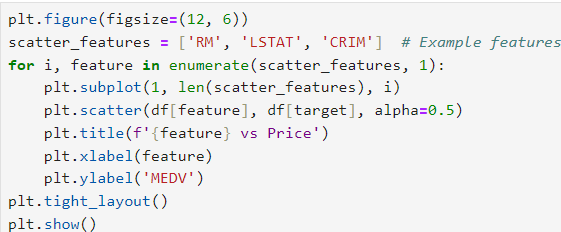 plt.figure(figsize=(12, 6))
scatter_features = ['RM', 'LSTAT', 'CRIM']  # Example features
for i, feature in enumerate(scatter_features, 1):
    plt.subplot(1, len(scatter_features), i)
    plt.scatter(df[feature], df[target], alpha=0.5)
    plt.title(f'{feature} vs Price')
    plt.xlabel(feature)
    plt.ylabel('MEDV')
plt.tight_layout()
plt.show()